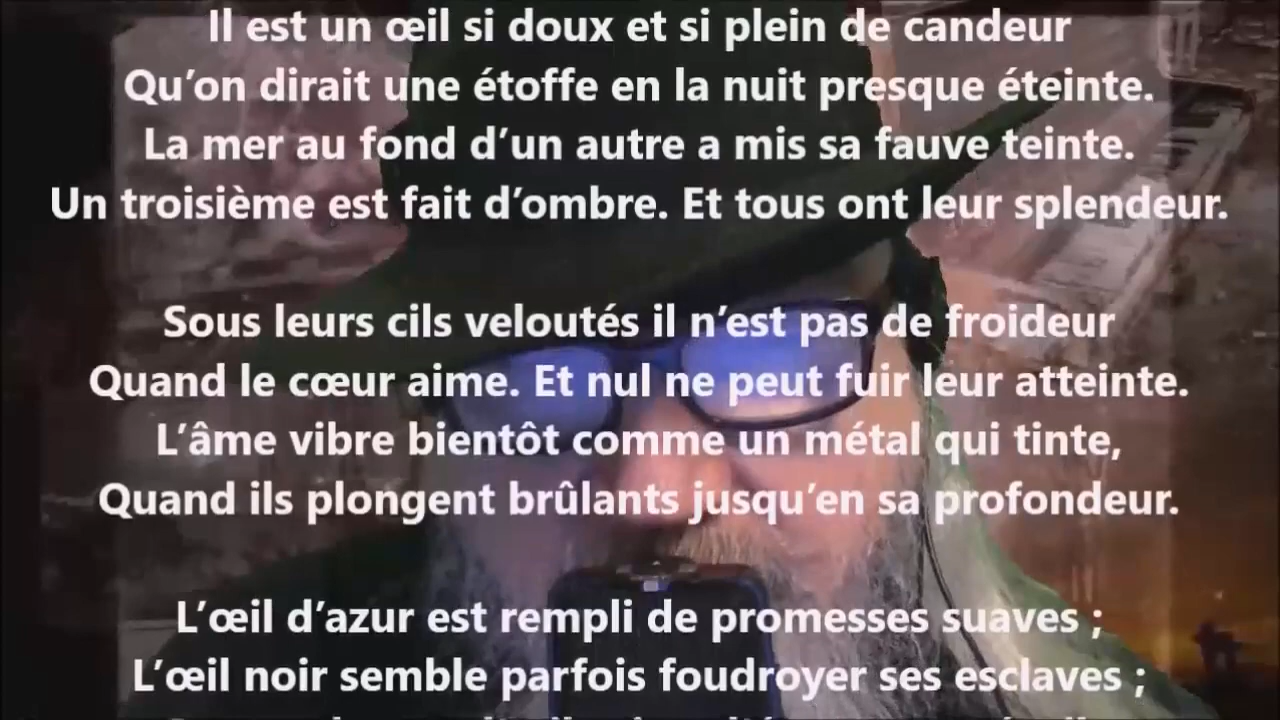 Il est un œil si doux et si plein de candeur
Qu’on dirait une étoffe en la nuit presque éteinte.
La mer au fond d’un autre a mis sa fauve teinte.
Un troisième est fait d’ombre. Et tous ont leur splendeur.
Sous leurs cils veloutés il n’est pas de froideur
Quand le cœur aime. Et nul ne peut fuir leur atteinte.
L’âme vibre bientôt comme un métal qui tinte,
Quand ils plongent brûlants jusqu’en sa profondeur.
L’œil d’azur est rempli de promesses suaves ;
L’œil noir semble parfois foudroyer ses esclaves ;